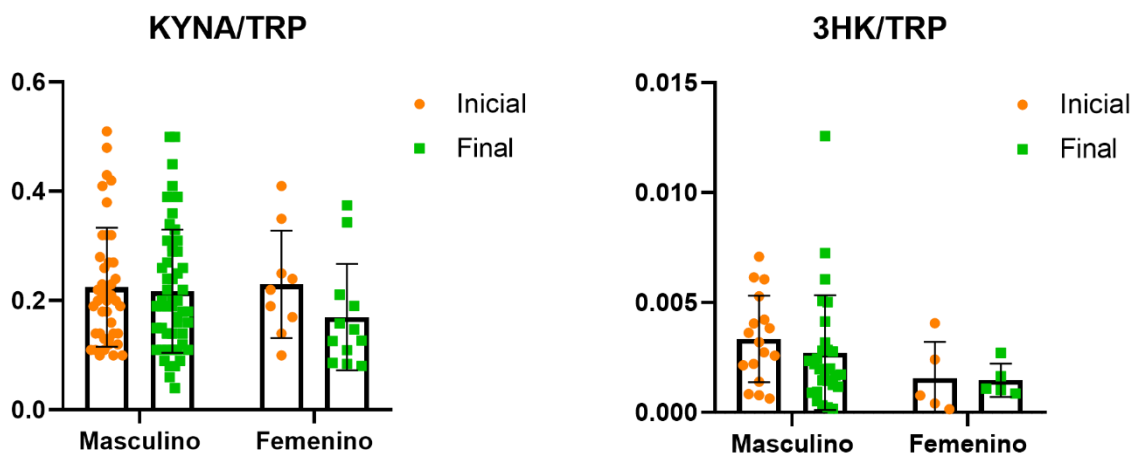 KYNA/TRP
0.6
0.4
0.2
0.0
Inicial
Final
Masculino
Femenino
3HK/TRP
0.015
0.010
0.005
0.000
Inicial
Final
Masculino
Femenino